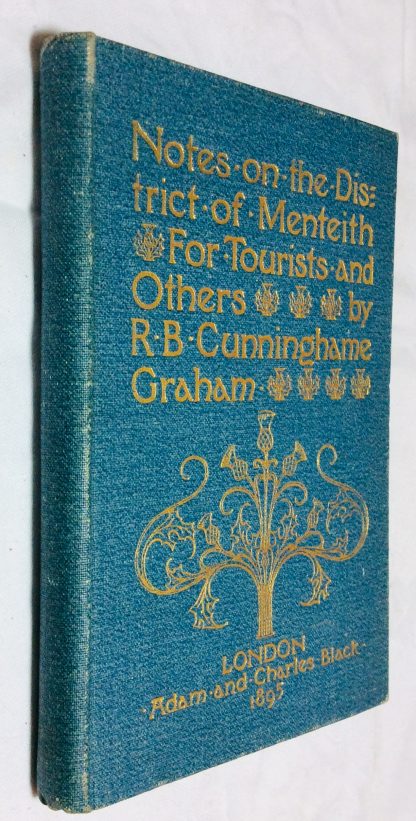 Notes·on·the·Dis=
trict·of·Menteith
For·Tourists·and
Others by
R·B·Cunninghame
Graham·
LONDON
·Adam·and·Charles·Black·
1895